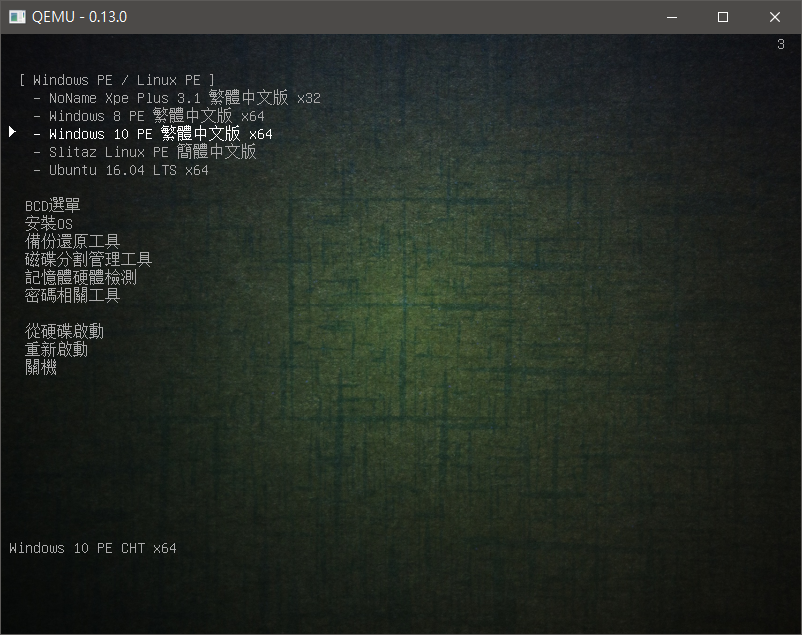 QEMU - 0.13.0
3
[ Windows PE / Linux PE ]
- NoName Xpe Plus 3.1 繁體中文版 x32
- Windows 8 PE 繁體中文版 x64
- Windows 10 PE 繁體中文版 x64
- Slitaz Linux PE 簡體中文版
- Ubuntu 16.04 LTS x64
BCD選單
安裝OS
備份還原工具
磁碟分割管理工具
記憶體硬體檢測
密碼相關工具
從硬碟啟動
重新啟動
關機
Windows 10 PE CHT x64